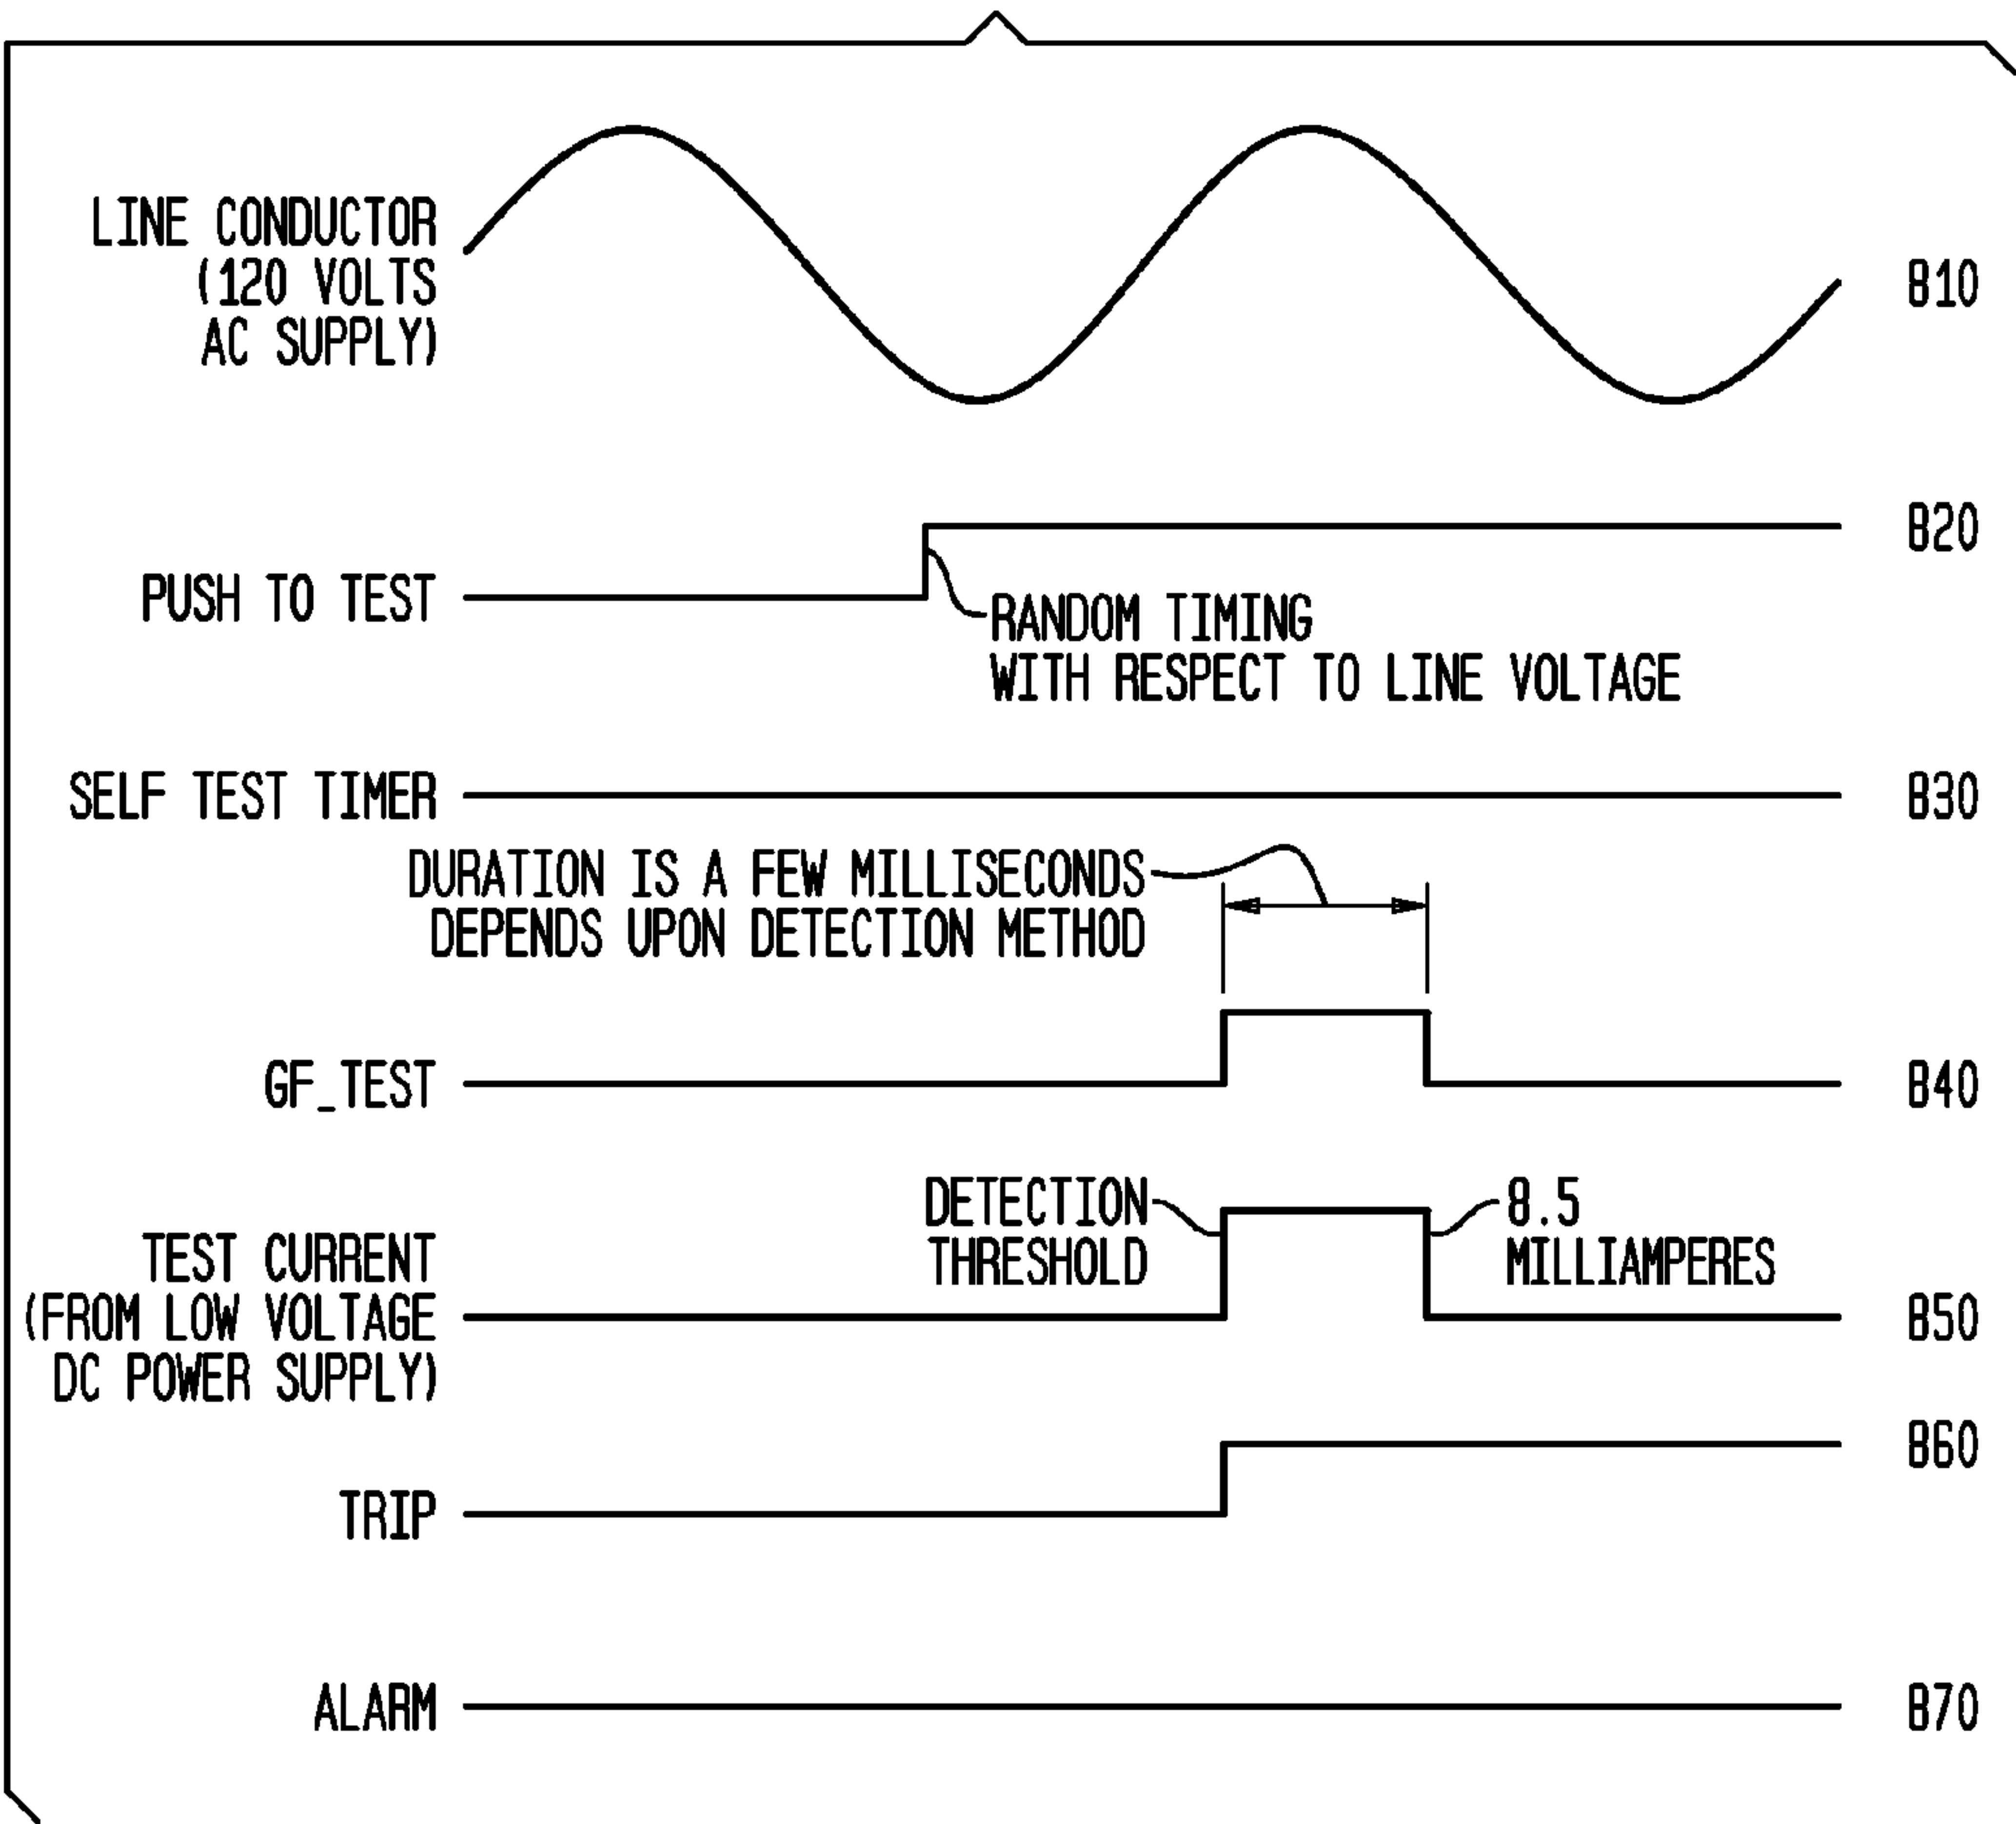 LINE CONDUCTOR
(120 VOLTS
AC SUPPLY)
B10
PUSH TO TEST
B20
RANDOM TIMING
WITH RESPECT TO LINE VOLTAGE
SELF TEST TIMER
B30
DURATION IS A FEW MILLISECONDS
DEPENDS UPON DETECTION METHOD
GF_TEST
B40
DETECTION
THRESHOLD
8.5
MILLIAMPERES
TEST CURRENT
(FROM LOW VOLTAGE
DC POWER SUPPLY)
B50
TRIP
B60
ALARM
B70